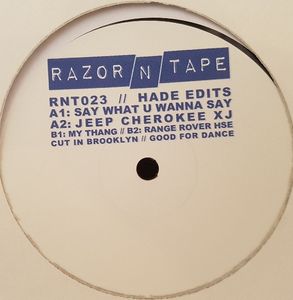 RAZOR/N/TAPE
RNT023 // HADE EDITS
A1: SAY WHAT U WANNA SAY
A2: JEEP CHEROKEE XJ
B1: MY THANG // B2: RANGE ROVER HSE
CUT IN BROOKLYN // GOOD FOR DANCE